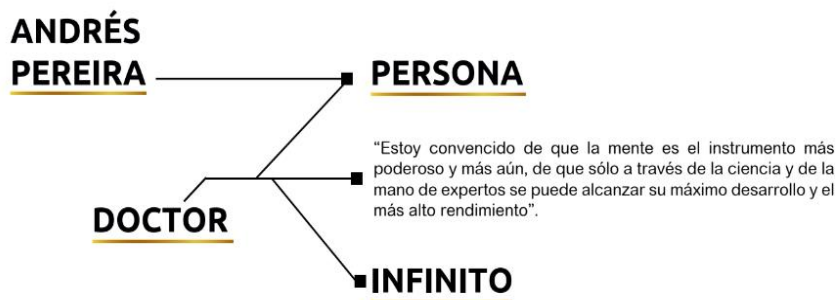 ANDRÉS
PEREIRA
PERSONA
“Estoy convencido de que la mente es el instrumento más
poderoso y más aún, de que sólo a través de la ciencia y de la
mano de expertos se puede alcanzar su máximo desarrollo y el
más alto rendimiento”.
DOCTOR
INFINITO